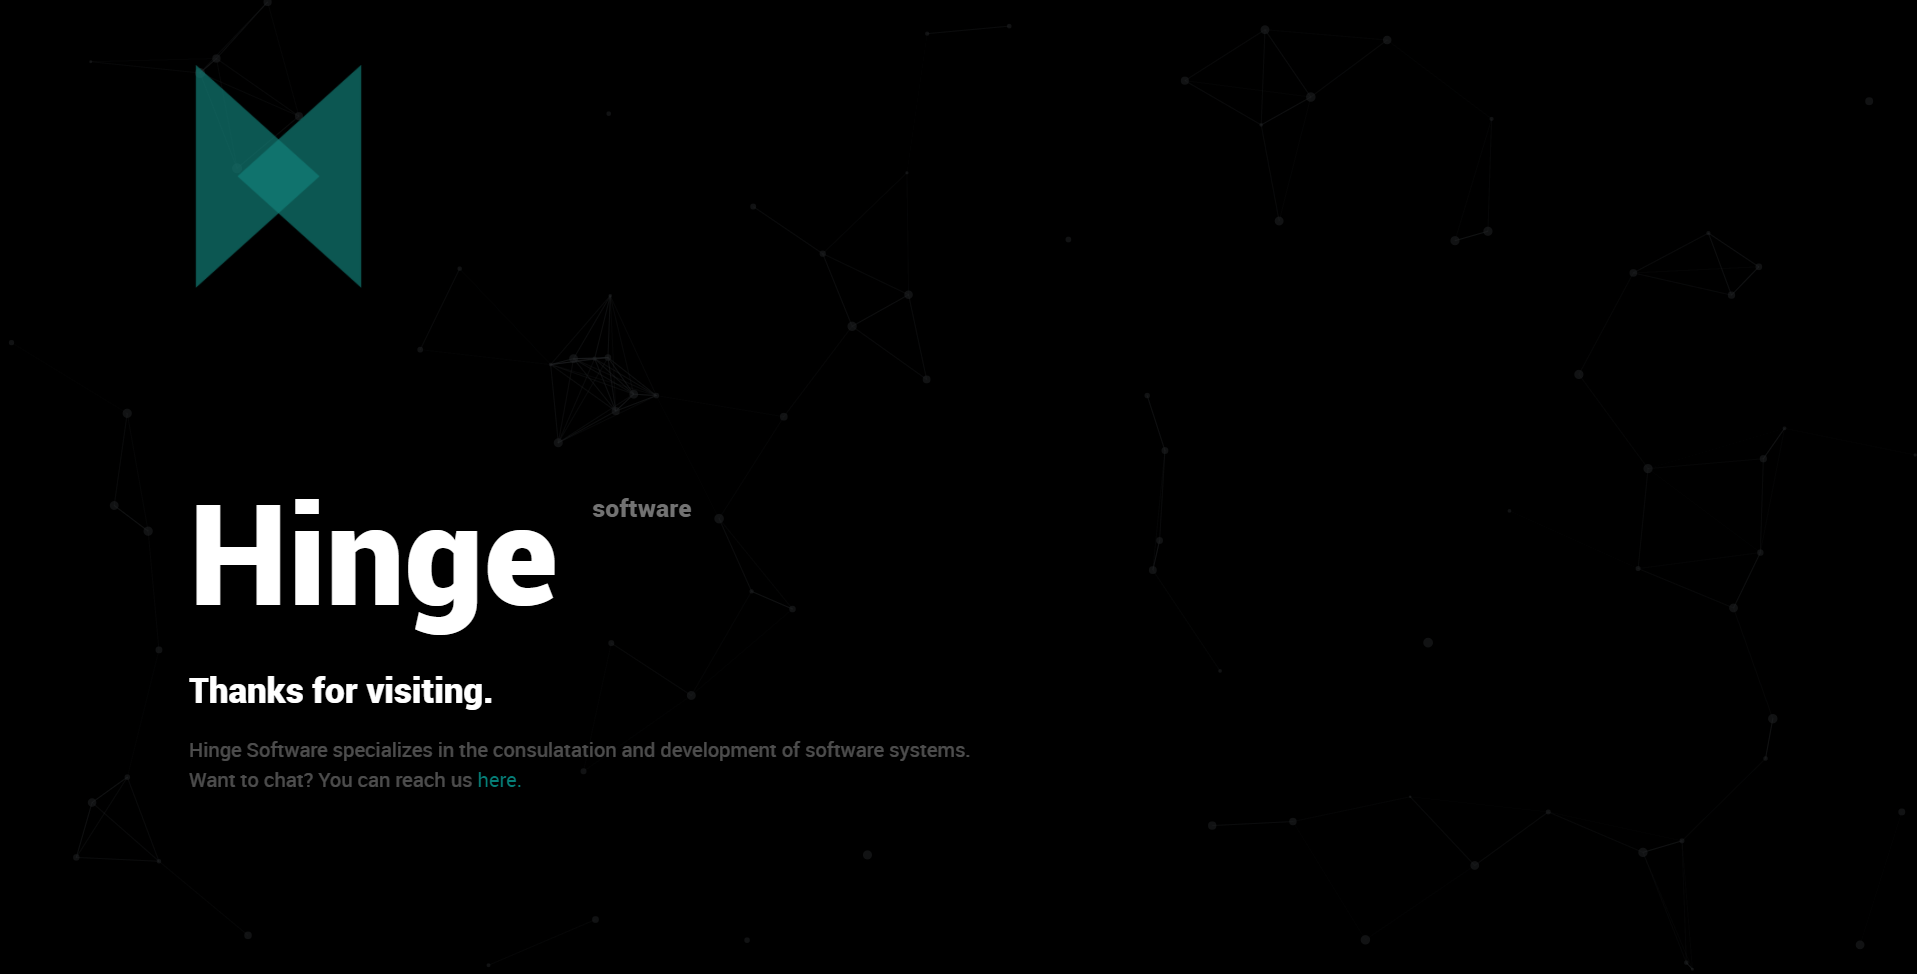 Hinge software
Thanks for visiting.
Hinge Software specializes in the consulatation and development of software systems.
Want to chat? You can reach us here.